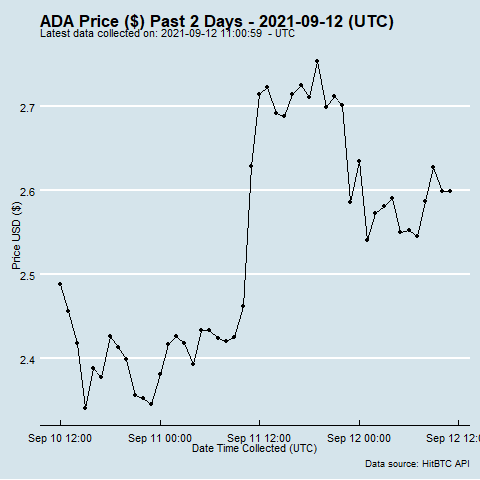 ADA Price ($) Past 2 Days - 2021-09-12 (UTC)
Latest data collected on: 2021-09-12 11:00:59 - UTC
Price USD ($)
2.7
2.6
2.5
2.4
Sep 10 12:00 Sep 11 00:00 Sep 11 12:00 Sep 12 00:00 Sep 12 12:
Date Time Collected (UTC)
Data source: HitBTC API